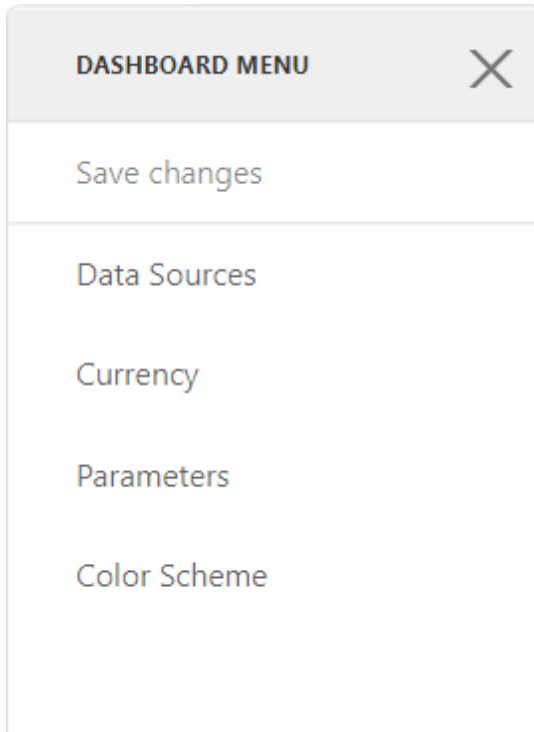 DASHBOARD MENU
Save changes
Data Sources
Currency
Parameters
Color Scheme